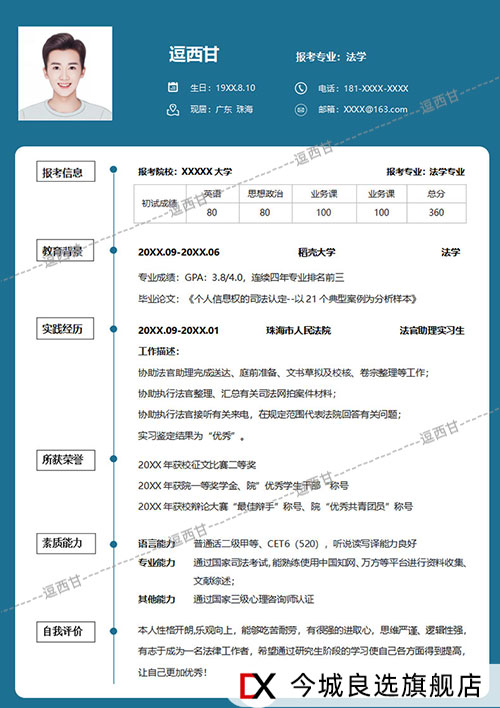 逗西甘
报考专业：法学
生日：19XX.8.10
电话：181-XXXX-XXXX
现居：广东 珠海
邮箱：XXXX@163.com
逗西甘
报考信息
报考院校：XXXXX 大学 报考专业：法学专业
初试成绩 英语 思想政治 业务课 业务课 总分
80 80 100 100 360
逗西甘
教育背景
20XX.09-20XX.06 稻壳大学 法学
专业成绩：GPA：3.8/4.0，连续四年专业排名前三
毕业论文：《个人信息权的司法认定--以 21 个典型案例为分析样本》
逗西甘
实践经历
20XX.09-20XX.01 珠海市人民法院 法官助理实习生
工作描述：
协助法官助理完成送达、庭前准备、文书草拟及校核、卷宗整理等工作；
协助执行法官整理、汇总有关司法网拍案件材料；
协助执行法官接听有关来电，在规定范围代表法院回答有关问题；
实习鉴定结果为“优秀”。
逗西甘
所获荣誉
20XX 年获校征文比赛二等奖
20XX 年获院一等奖学金、院”优秀学生干部“称号
20XX 年获校辩论大赛“最佳辩手”称号、院“优秀共青团员”称号
逗西甘
素质能力
语言能力 普通话二级甲等、CET6（520），听说读写译能力良好
专业能力 通过国家司法考试，能熟练使用中国知网、万方等平台进行资料收集、
文献综述；
其他能力 通过国家三级心理咨询师认证
逗西甘
自我评价
本人性格开朗,乐观向上，能够吃苦耐劳，有很强的进取心，思维严谨、逻辑性强，
有志于成为一名法律工作者，希望通过研究生阶段的学习使自己各方面得到提高，
让自己更加优秀！
CX 今城良选旗舰店